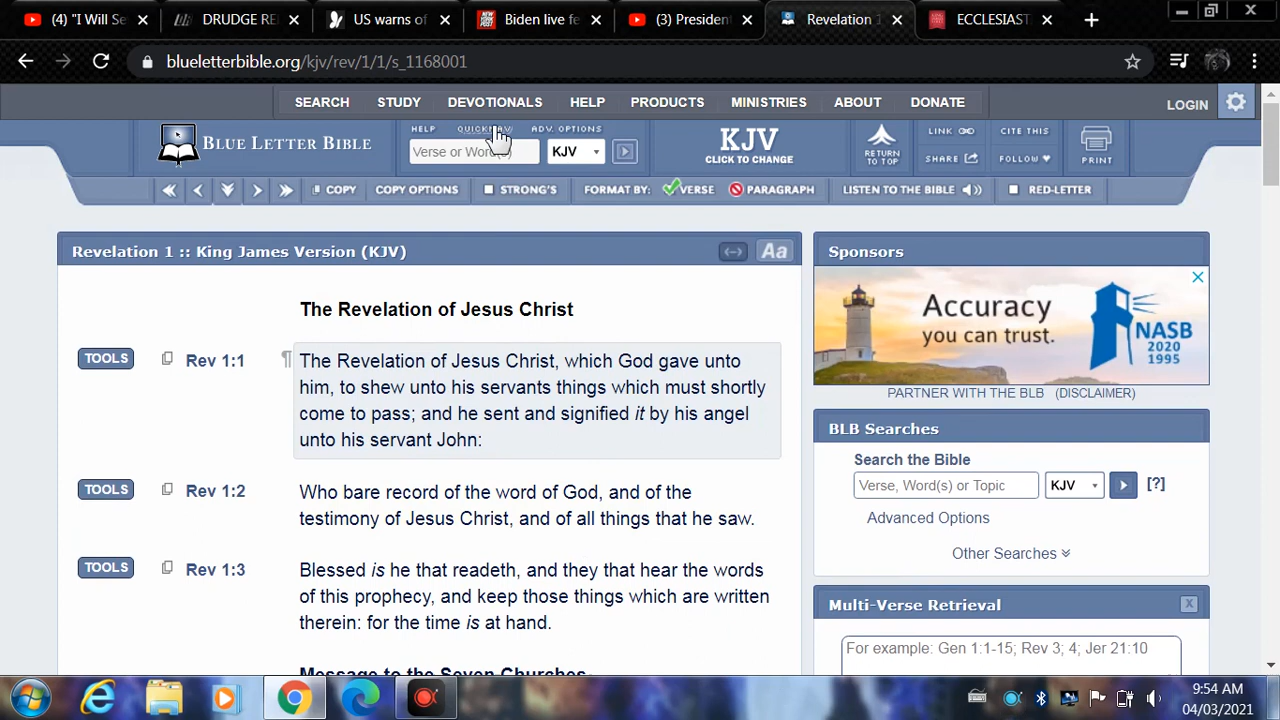 (4) "I Will Se
DRUDGE RE
US warns of
Biden live fe
(3) Presiden
Revelation 1
ECCLESIAST
blueletterbible.org/kjv/rev/1/1/s_1168001
SEARCH STUDY DEVOTIONALS HELP PRODUCTS MINISTRIES ABOUT DONATE
LOGIN
BLUE LETTER BIBLE
HELP ADV. OPTIONS
Verse or Word(s) KJV
KJV
CLICK TO CHANGE
RETURN
TO TOP
LINK CITE THIS
SHARE FOLLOW
PRINT
COPY COPY OPTIONS STRONG'S FORMAT BY: VERSE PARAGRAPH LISTEN TO THE BIBLE RED-LETTER
Revelation 1 :: King James Version (KJV)
Aa
The Revelation of Jesus Christ
TOOLS Rev 1:1 ¶ The Revelation of Jesus Christ, which God gave unto
him, to shew unto his servants things which must shortly
come to pass; and he sent and signified it by his angel
unto his servant John:
TOOLS Rev 1:2 Who bare record of the word of God, and of the
testimony of Jesus Christ, and of all things that he saw.
TOOLS Rev 1:3 Blessed is he that readeth, and they that hear the words
of this prophecy, and keep those things which are written
therein: for the time is at hand.
Message to the Seven Churches
Sponsors
Accuracy
you can trust.
NASB
2020
1995
PARTNER WITH THE BLB (DISCLAIMER)
BLB Searches
Search the Bible
Verse, Word(s) or Topic KJV [?]
Advanced Options
Other Searches
Multi-Verse Retrieval
For example: Gen 1:1-15; Rev 3; 4; Jer 21:10
9:54 AM
04/03/2021